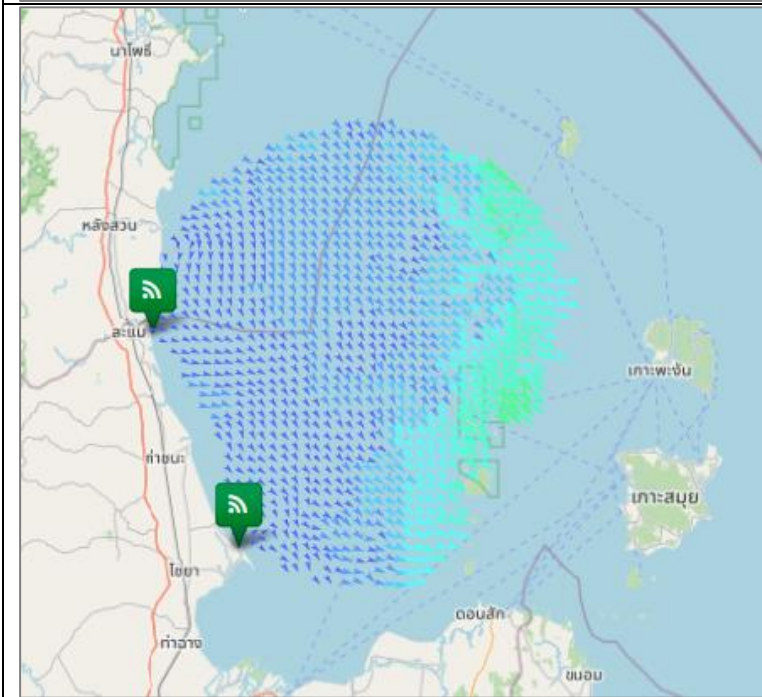 นาโพธิ์
หลังสวน
ละแม
เกาะพะงัน
ท่าชนะ
เกาะสมุย
ไชยา
ดอนสัก
ท่าฉาง
ขนอม